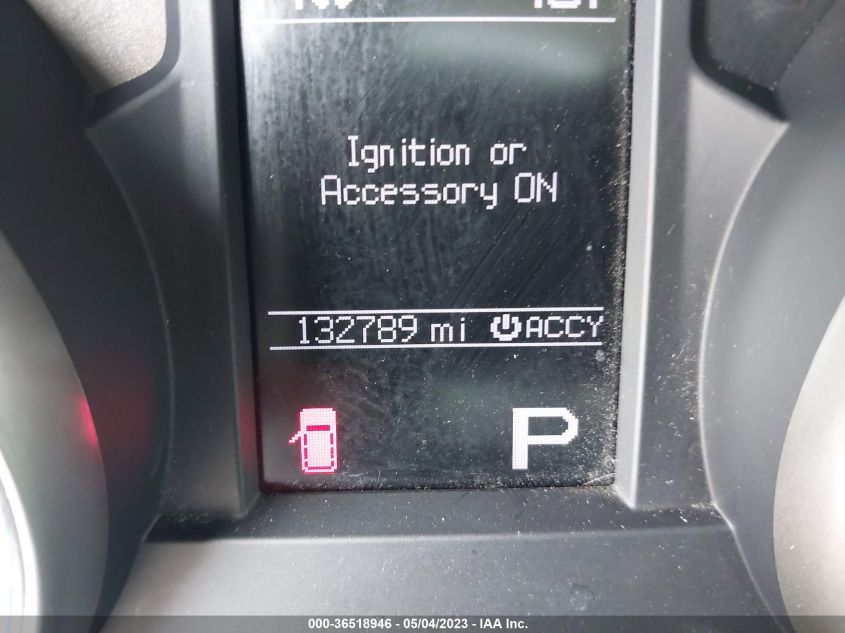 Ignition or
Accessory ON
132789 mi ACCY
P
000-36518946 - 05/04/2023 - IAA Inc.